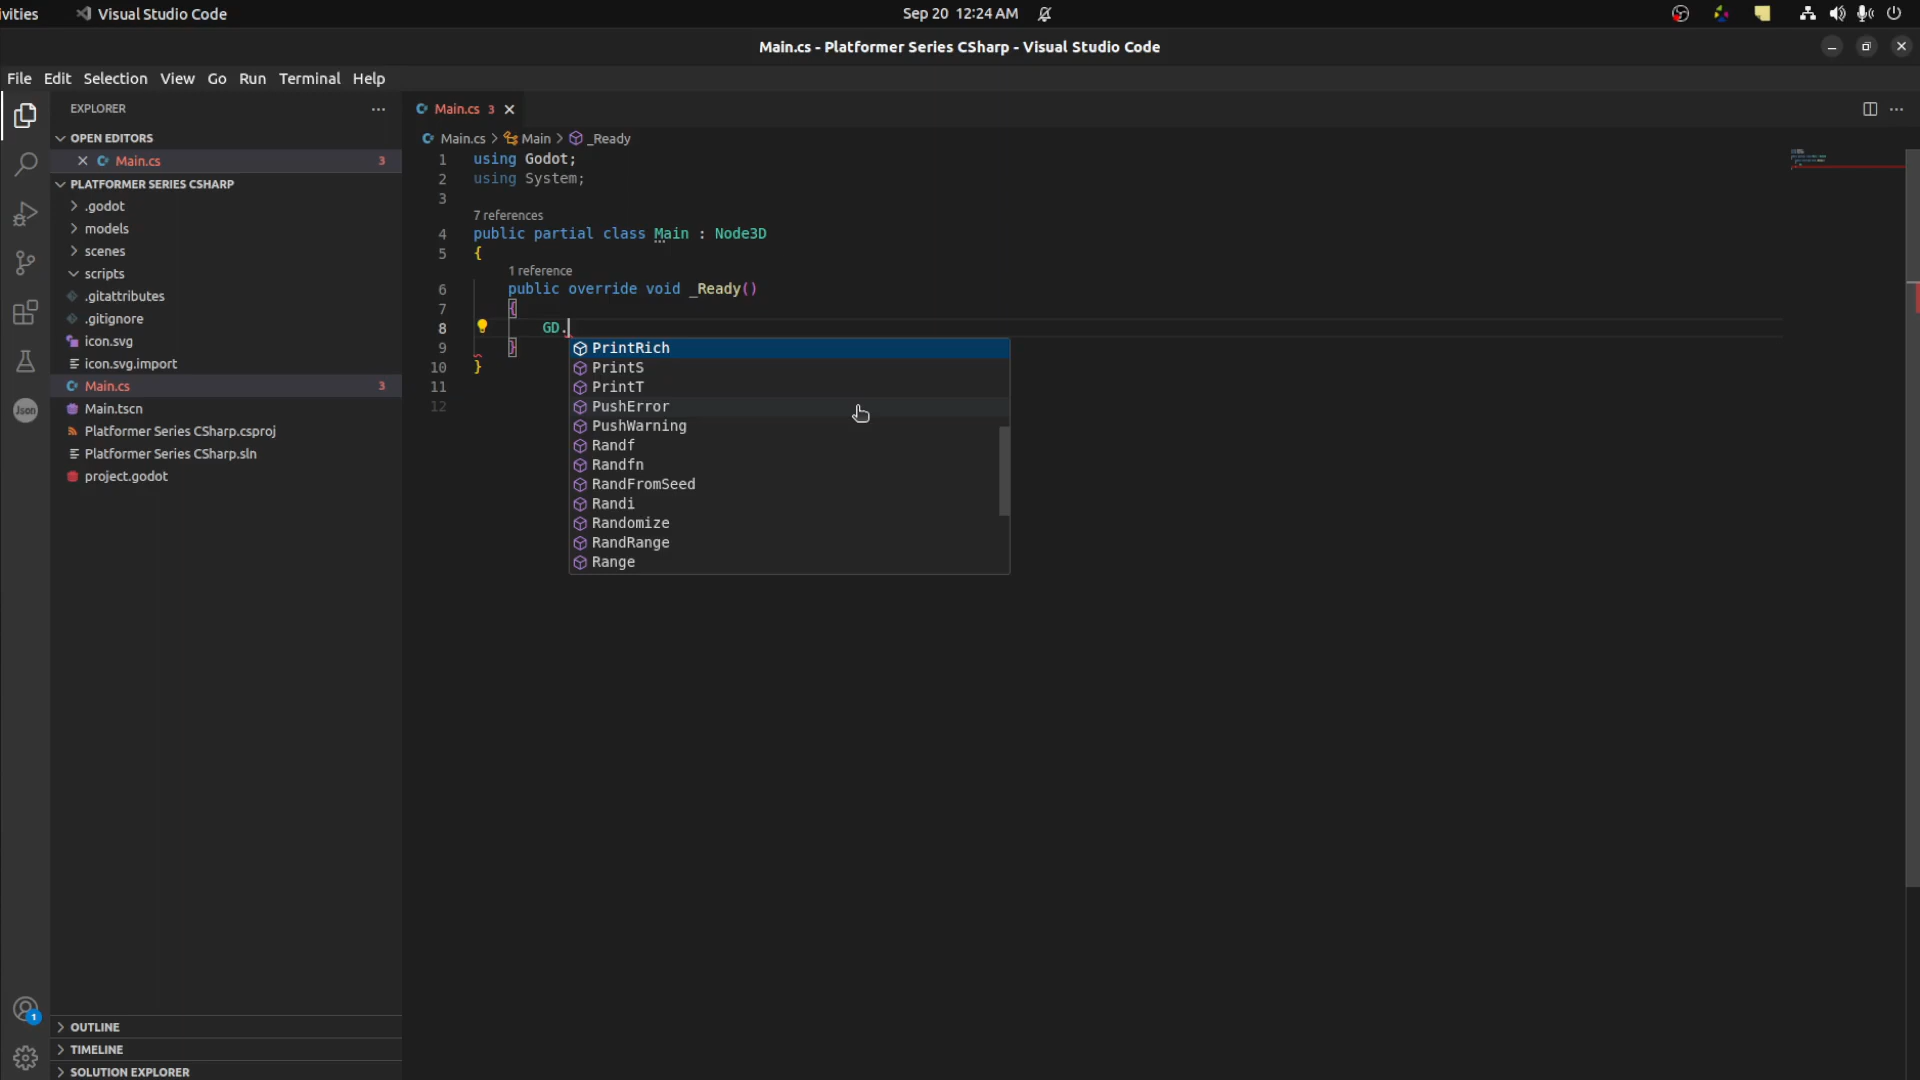 ivities
Visual Studio Code
Sep 20 12:24 AM
Main.cs - Platformer Series CSharp - Visual Studio Code
File Edit Selection View Go Run Terminal Help
EXPLORER
OPEN EDITORS
Main.cs 3
PLATFORMER SERIES CSHARP
.godot
models
scenes
scripts
.gitattributes
.gitignore
icon.svg
icon.svg.import
Main.cs 3
Main.tscn
Platformer Series CSharp.csproj
Platformer Series CSharp.sln
project.godot
Json
1
OUTLINE
TIMELINE
SOLUTION EXPLORER
Main.cs 3
Main.cs > Main > _Ready
1 using Godot;
2 using System;
3
7 references
4 public partial class Main : Node3D
5 {
1 reference
6 public override void _Ready()
7 {
8 GD.
9 }
10 }
11
12
PrintRich
PrintS
PrintT
PushError
PushWarning
Randf
Randfn
RandFromSeed
Randi
Randomize
RandRange
Range